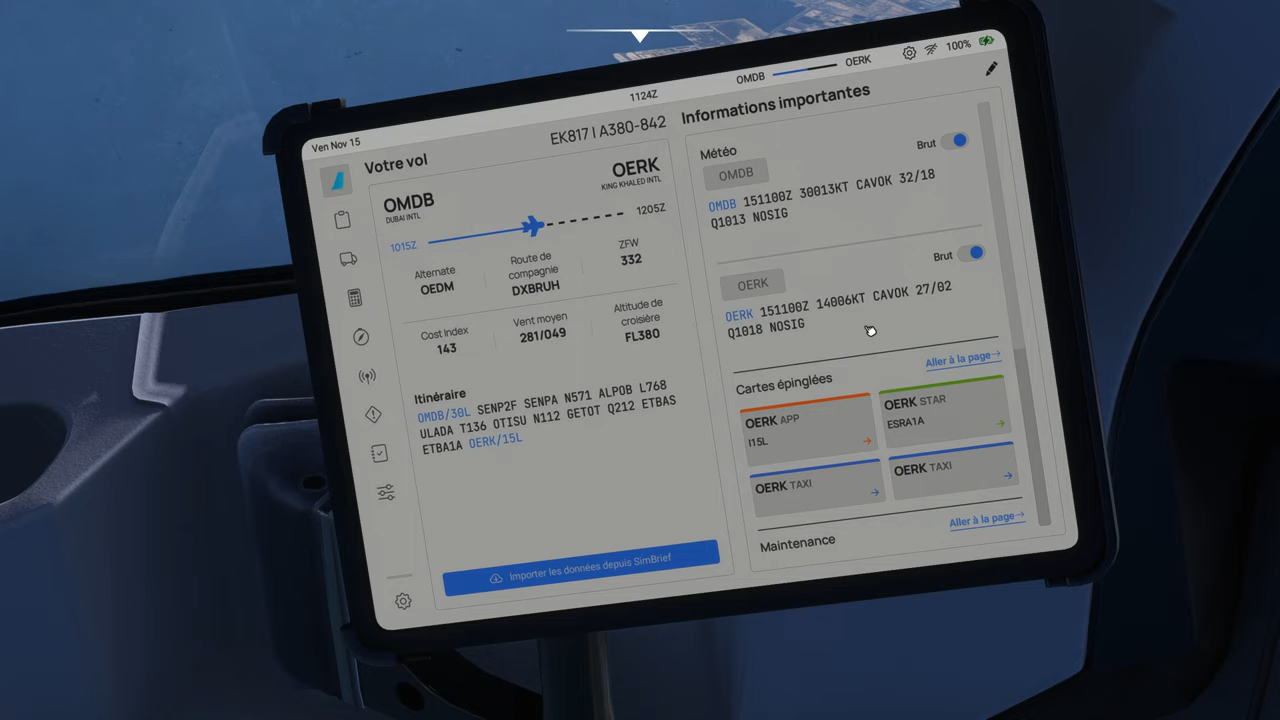 Ven Nov 15
1124Z
OMDB
OERK
100%
Votre vol
EK817 | A380-842
OMDB
DUBAI INTL
OERK
KING KHALED INTL
1015Z
1205Z
Alternate
OEDM
Route de
compagnie
DXBRUH
ZFW
332
Cost Index
143
Vent moyen
281/049
Altitude de
croisière
FL380
Itinéraire
OMDB/30L SENP2F SENPA N571 ALPOB L768
ULADA T136 OTISU N112 GETOT Q212 ETBAS
ETBA1A OERK/15L
Importer les données depuis SimBrief
Informations importantes
Météo
OMDB
Brut
OMDB 151100Z 30013KT CAVOK 32/18
Q1013 NOSIG
OERK
Brut
OERK 151100Z 14006KT CAVOK 27/02
Q1018 NOSIG
Aller à la page
Cartes épinglées
OERK APP
I15L
OERK STAR
ESRA1A
OERK TAXI
OERK TAXI
Aller à la page
Maintenance